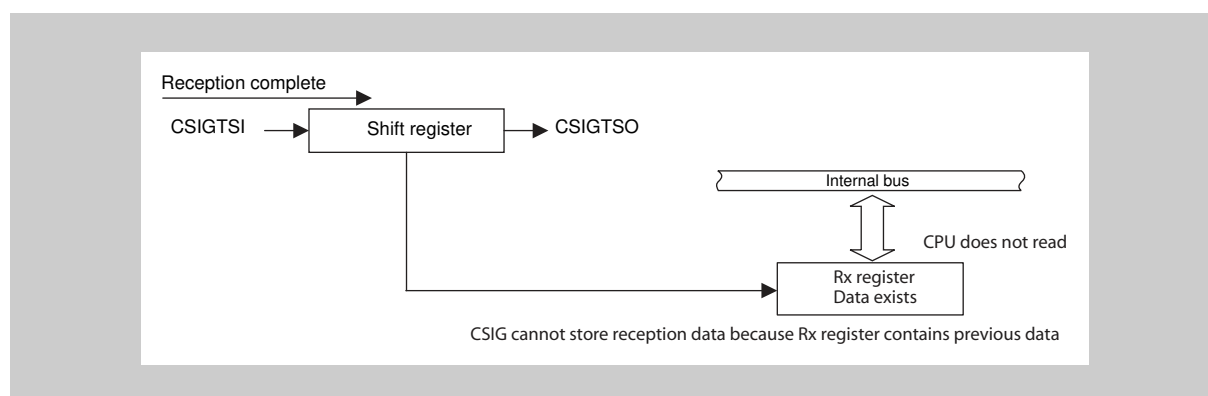 Reception complete
CSIGTSI
Shift register
CSIGTSO
Internal bus
CPU does not read
Rx register
Data exists
CSIG cannot store reception data because Rx register contains previous data